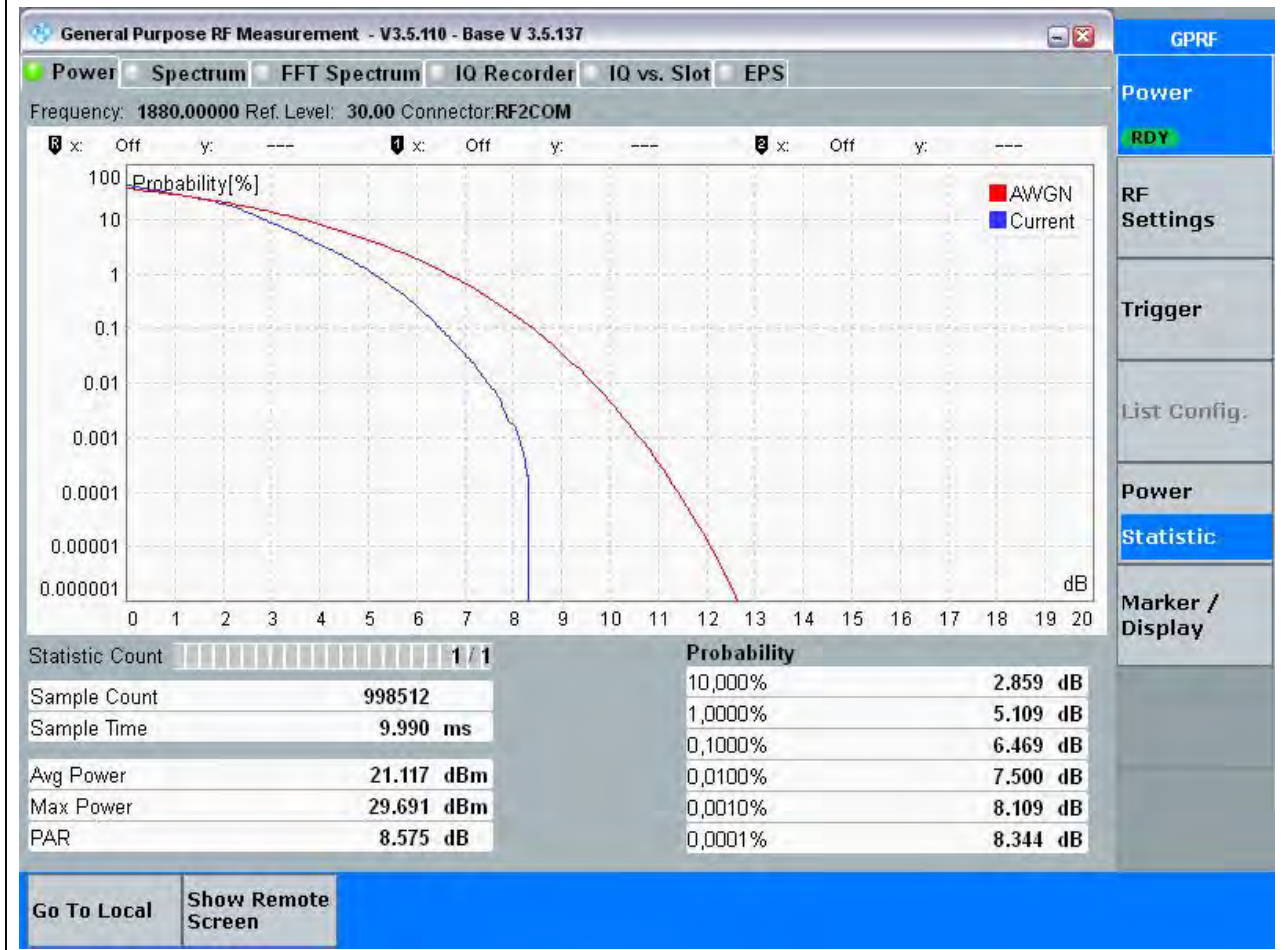 General Purpose RF Measurement - V3.5.110 - Base V 3.5.137
GPRF
Power Spectrum FFT Spectrum IQ Recorder IQ vs. Slot EPS
Frequency: 1880.00000 Ref. Level: 30.00 Connector:RF2COM
Power
RDY
R x: Off y: --- 1 x: Off y: --- 2 x: Off y: ---
Probability[%]
AWGN
Current
100
10
1
0.1
0.01
0.001
0.0001
0.00001
0.000001
dB
0 1 2 3 4 5 6 7 8 9 10 11 12 13 14 15 16 17 18 19 20
RF
Settings
Trigger
List Config.
Power
Statistic
Marker /
Display
Statistic Count 1 / 1
Sample Count 998512
Sample Time 9.990 ms
Avg Power 21.117 dBm
Max Power 29.691 dBm
PAR 8.575 dB
Probability
10,000% 2.859 dB
1,0000% 5.109 dB
0,1000% 6.469 dB
0,0100% 7.500 dB
0,0010% 8.109 dB
0,0001% 8.344 dB
Go To Local
Show Remote
Screen